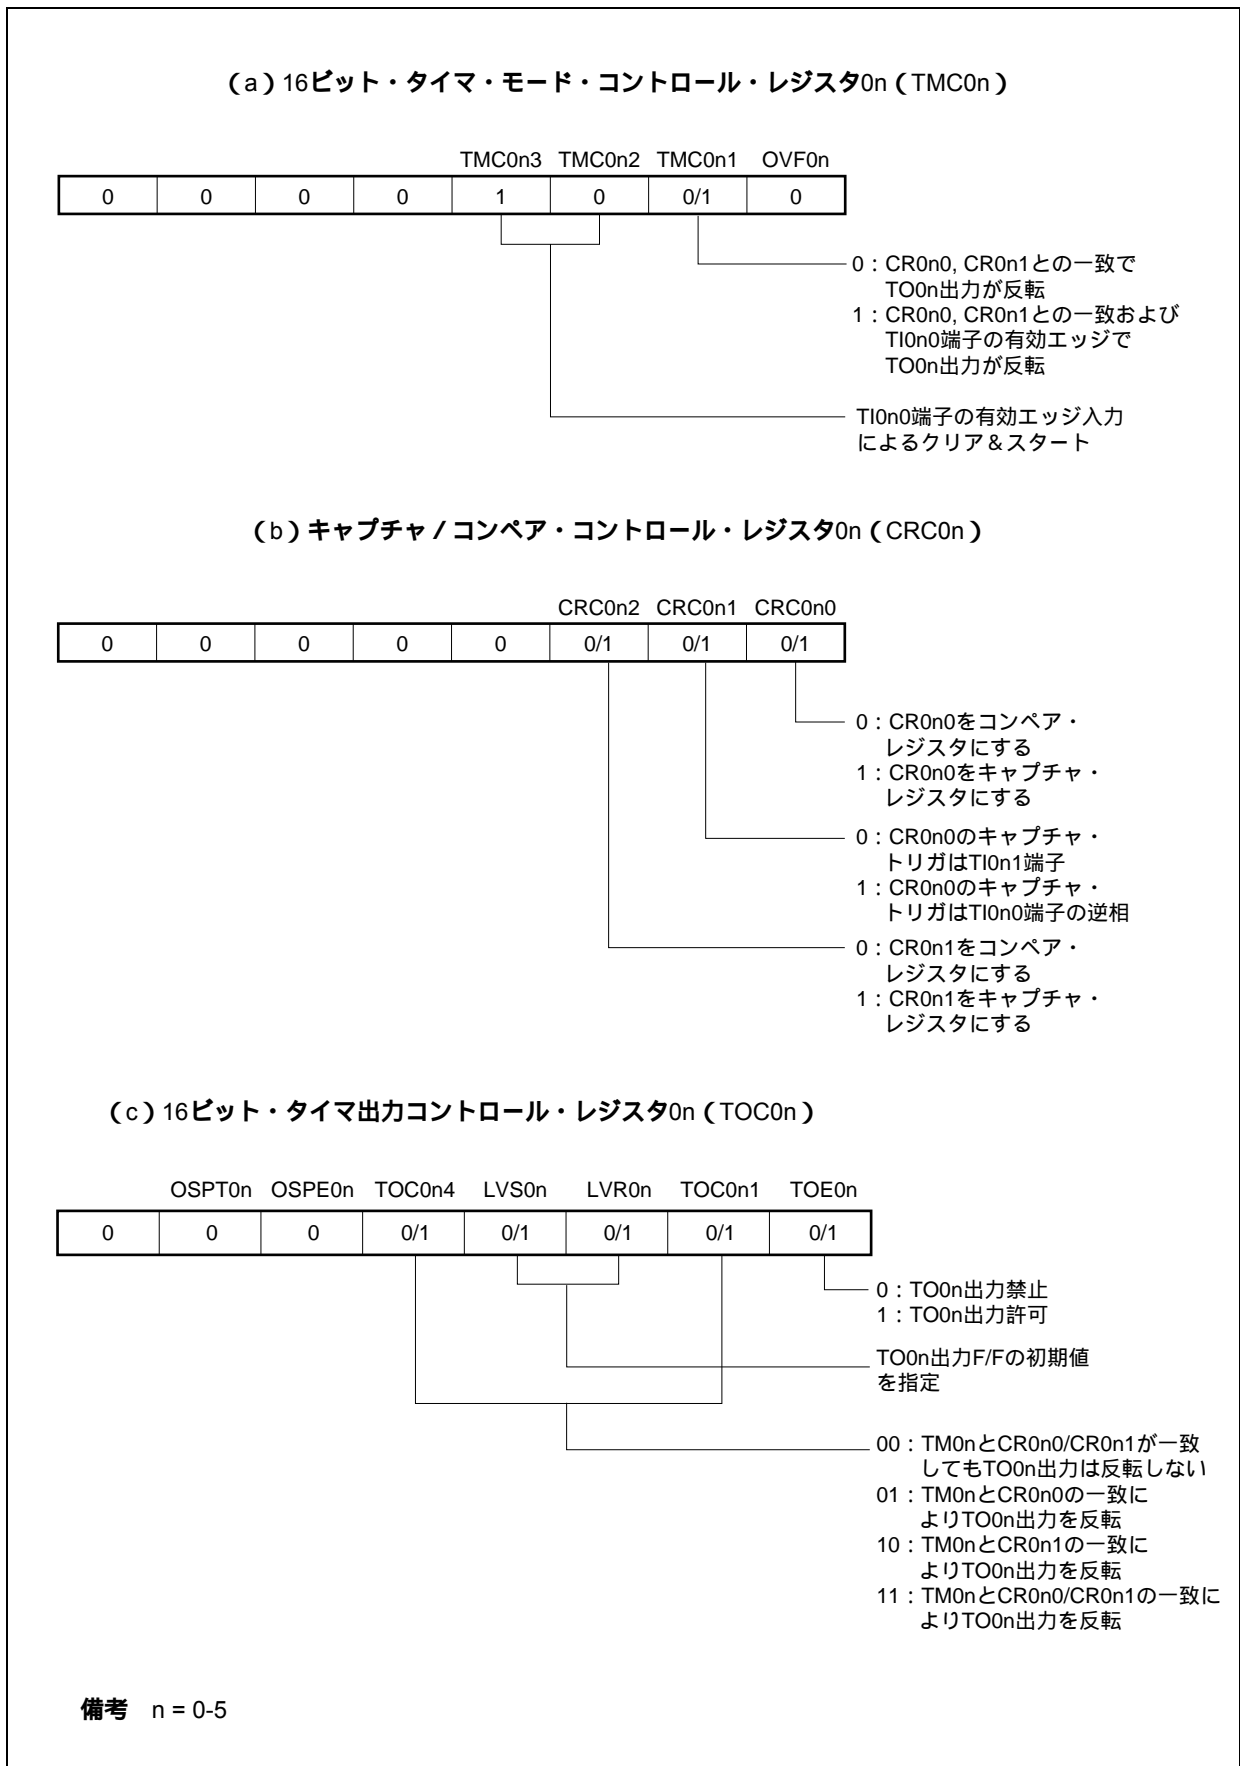 (a) 16ビット・タイマ・モード・コントロール・レジスタ0n (TMC0n)
TMC0n3 TMC0n2 TMC0n1 OVF0n
0 0 0 0 1 0 0/1 0
0：CR0n0, CR0n1との一致で
TO0n出力が反転
1：CR0n0, CR0n1との一致および
TI0n0端子の有効エッジで
TO0n出力が反転
TI0n0端子の有効エッジ入力
によるクリア＆スタート
(b) キャプチャ／コンペア・コントロール・レジスタ0n (CRC0n)
CRC0n2 CRC0n1 CRC0n0
0 0 0 0 0 0/1 0/1 0/1
0：CR0n0をコンペア・
レジスタにする
1：CR0n0をキャプチャ・
レジスタにする
0：CR0n0のキャプチャ・
トリガはTI0n1端子
1：CR0n0のキャプチャ・
トリガはTI0n0端子の逆相
0：CR0n1をコンペア・
レジスタにする
1：CR0n1をキャプチャ・
レジスタにする
(c) 16ビット・タイマ出力コントロール・レジスタ0n (TOC0n)
OSPT0n OSPE0n TOC0n4 LVS0n LVR0n TOC0n1 TOE0n
0 0 0 0/1 0/1 0/1 0/1 0/1
0：TO0n出力禁止
1：TO0n出力許可
TO0n出力F/Fの初期値
を指定
00：TM0nとCR0n0/CR0n1が一致
してもTO0n出力は反転しない
01：TM0nとCR0n0の一致に
よりTO0n出力を反転
10：TM0nとCR0n1の一致に
よりTO0n出力を反転
11：TM0nとCR0n0/CR0n1の一致に
よりTO0n出力を反転
備考 n = 0-5